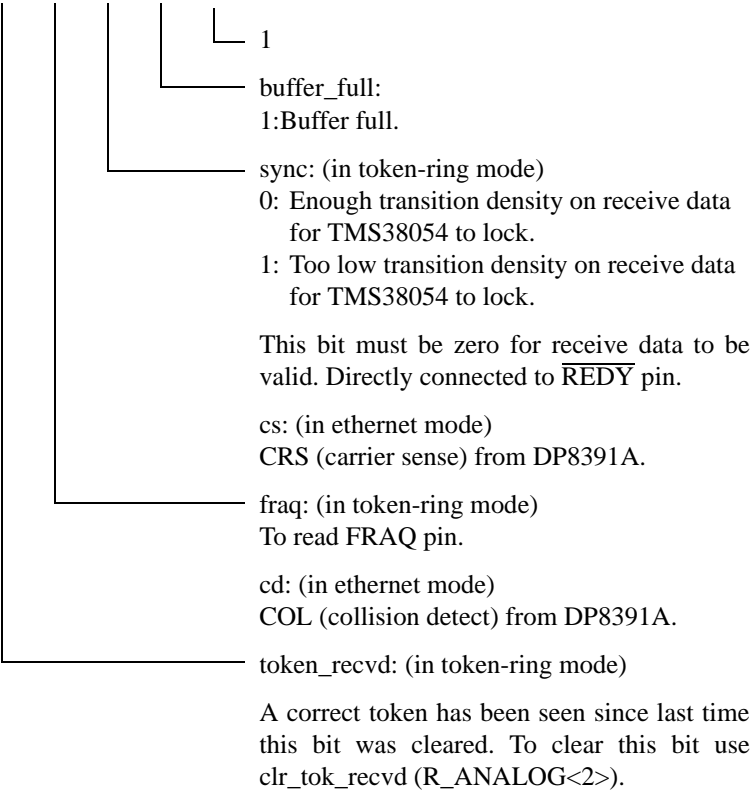 1
buffer_full:
1:Buffer full.
sync: (in token-ring mode)
0: Enough transition density on receive data
for TMS38054 to lock.
1: Too low transition density on receive data
for TMS38054 to lock.
This bit must be zero for receive data to be
valid. Directly connected to REDY pin.
cs: (in ethernet mode)
CRS (carrier sense) from DP8391A.
fraq: (in token-ring mode)
To read FRAQ pin.
cd: (in ethernet mode)
COL (collision detect) from DP8391A.
token_recvd: (in token-ring mode)
A correct token has been seen since last time
this bit was cleared. To clear this bit use
clr_tok_recvd (R_ANALOG<2>).